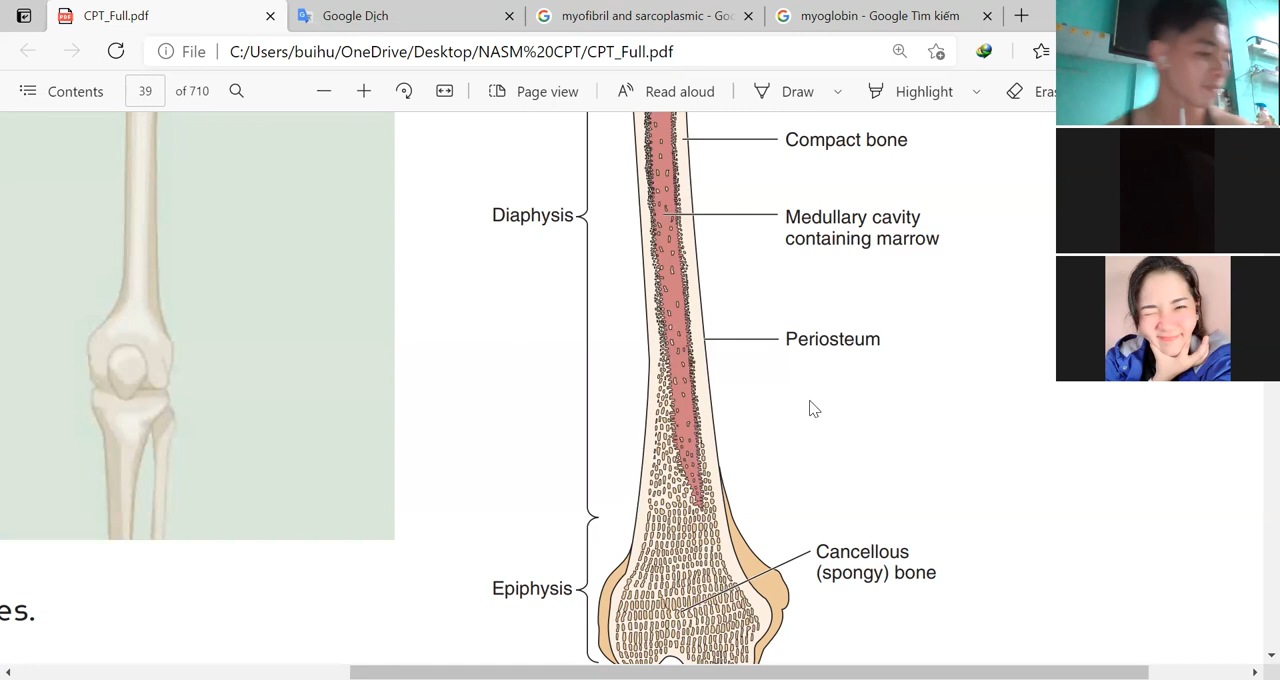 CPT_Full.pdf
Google Dịch
myofibril and sarcoplasmic - Goo
myoglobin - Google Tìm kiếm
File
C:/Users/buihu/OneDrive/Desktop/NASM%20CPT/CPT_Full.pdf
Contents
39
of 710
Page view
Read aloud
Draw
Highlight
Eras
Compact bone
Diaphysis
Medullary cavity
containing marrow
Periosteum
Cancellous
(spongy) bone
Epiphysis
es.